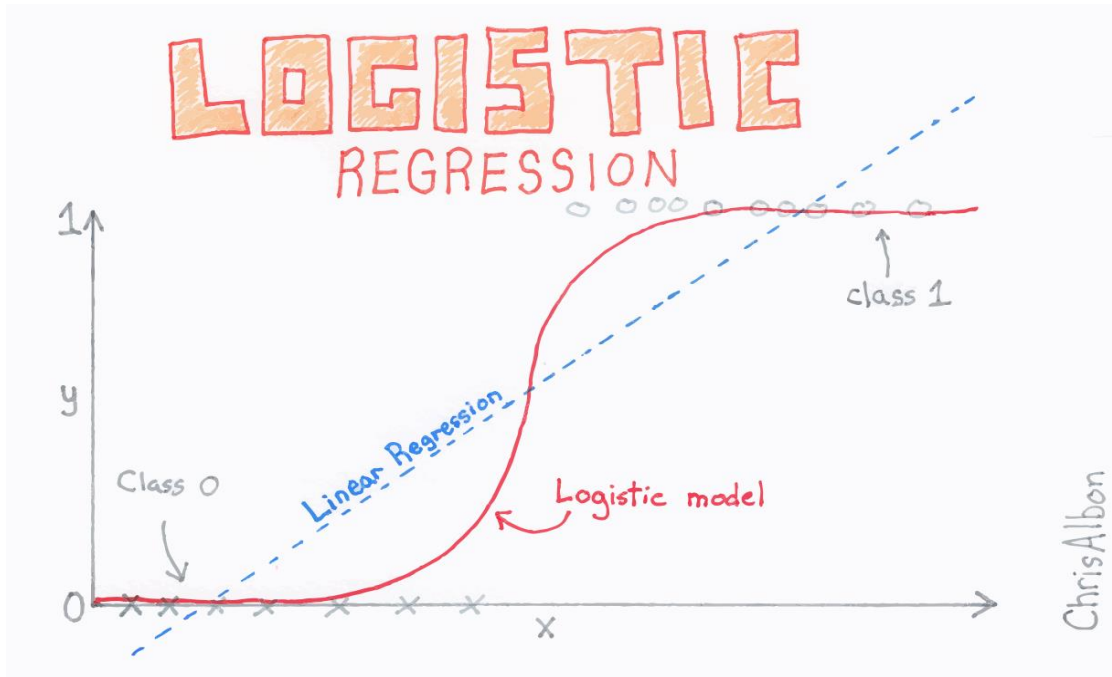 LOGISTIC
REGRESSION
1
class 1
y
Linear Regression
Class 0
Logistic model
0
x
ChrisAlbon